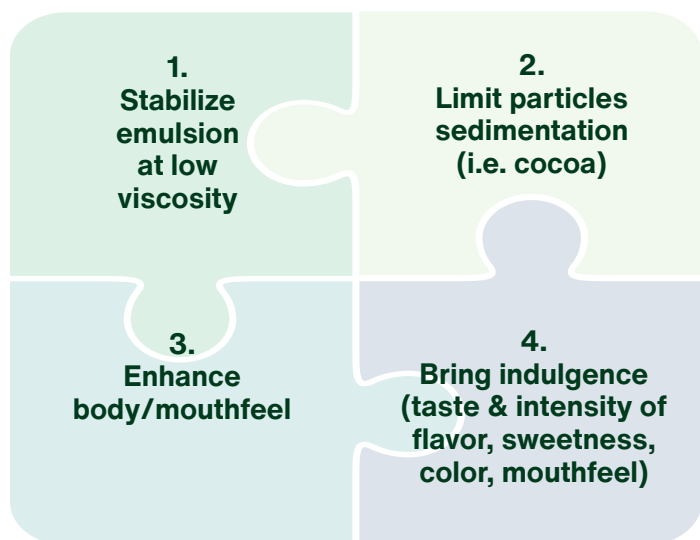 1.
Stabilize
emulsion
at low
viscosity
2.
Limit particles
sedimentation
(i.e. cocoa)
3.
Enhance
body/mouthfeel
4.
Bring indulgence
(taste & intensity of
flavor, sweetness,
color, mouthfeel)